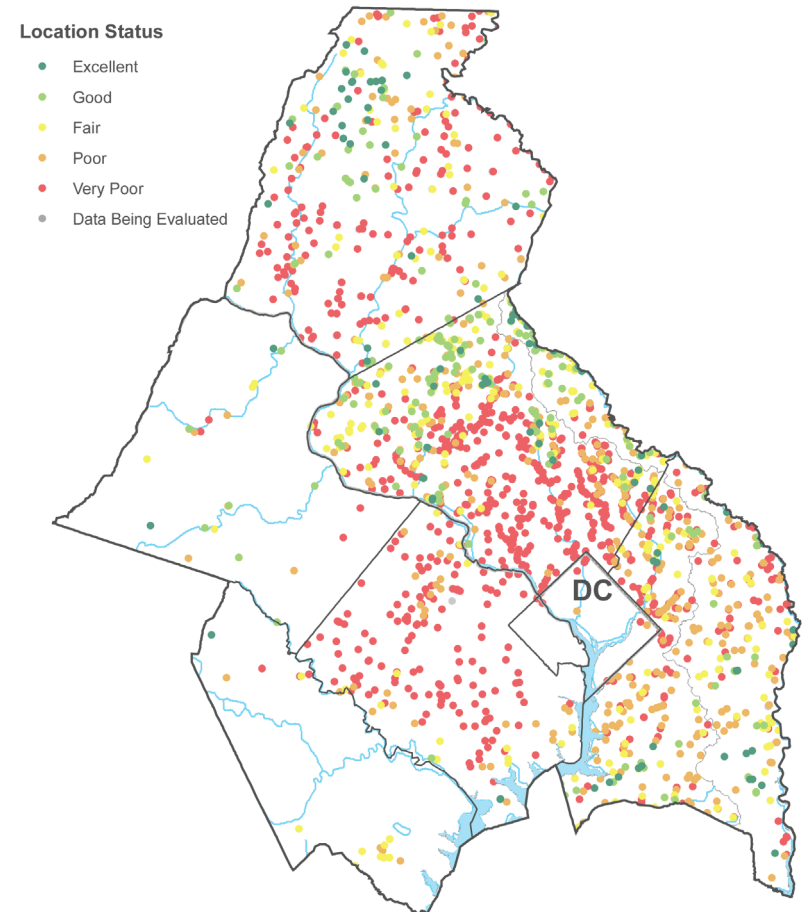 Location Status
Excellent
Good
Fair
Poor
Very Poor
Data Being Evaluated
DC